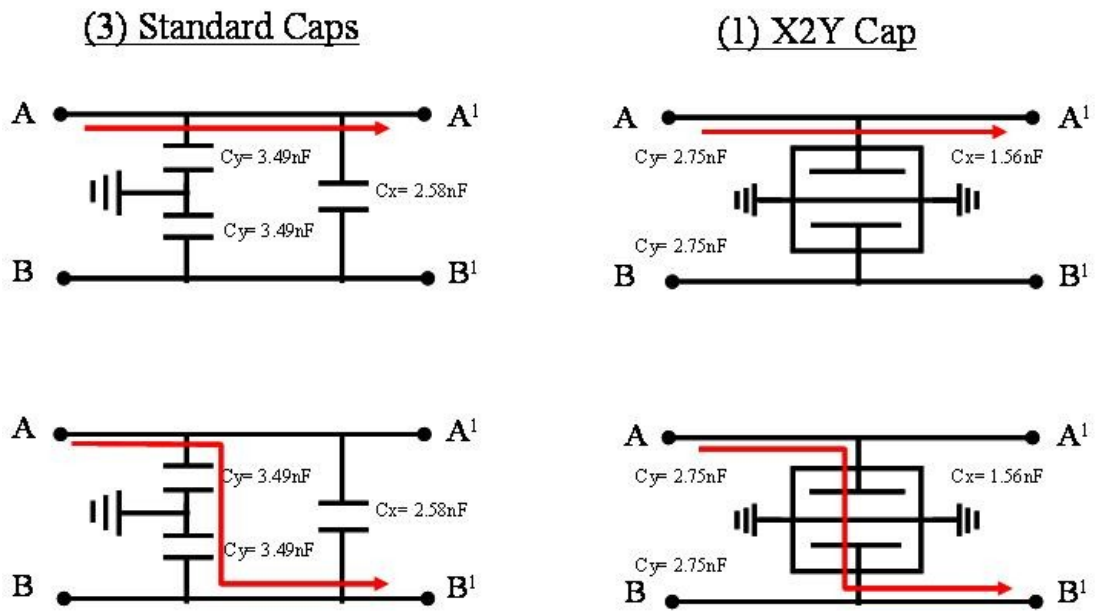 (3) Standard Caps
(1) X2Y Cap
A
A¹
Cy= 3.49nF
Cx= 2.58nF
Cy= 3.49nF
B
B¹
A
A¹
Cy= 2.75nF
Cx= 1.56nF
Cy= 2.75nF
B
B¹
A
A¹
Cy= 3.49nF
Cx= 2.58nF
Cy= 3.49nF
B
B¹
A
A¹
Cy= 2.75nF
Cx= 1.56nF
Cy= 2.75nF
B
B¹